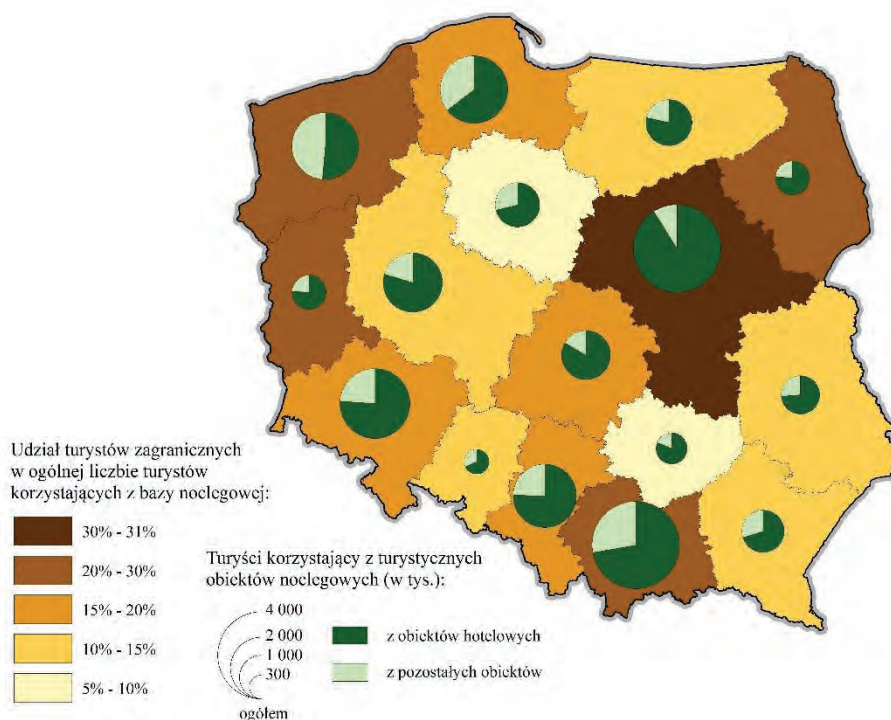 Udział turystów zagranicznych
w ogólnej liczbie turystów
korzystających z bazy noclegowej:
30% - 31%
20% - 30%
15% - 20%
10% - 15%
5% - 10%
Turyści korzystający z turystycznych
obiektów noclegowych (w tys.):
4 000
2 000
1 000
300
ogółem
z obiektów hotelowych
z pozostałych obiektów